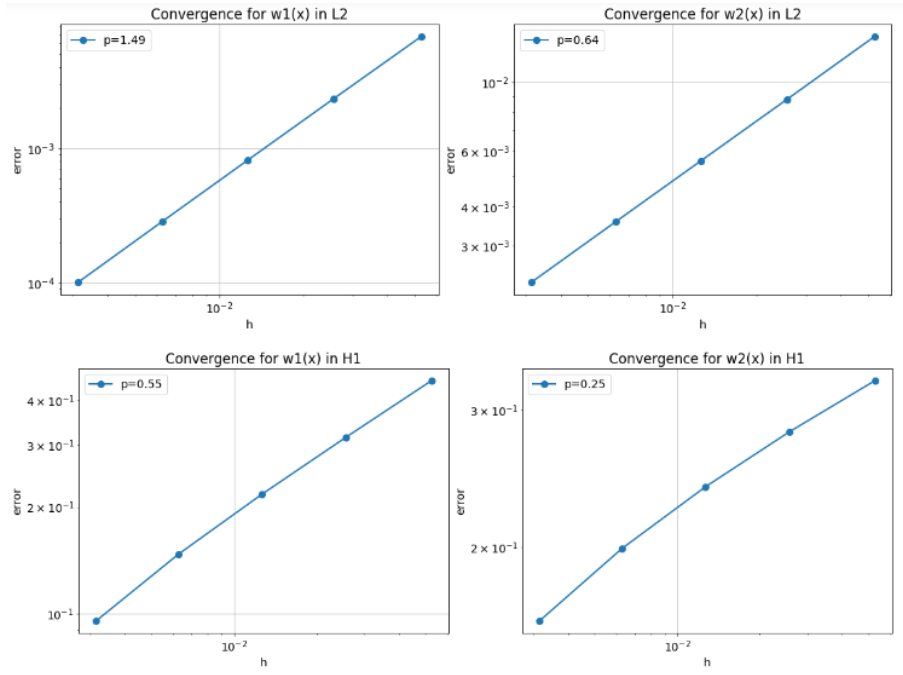 Convergence for w1(x) in L2
p=1.49
10⁻³
10⁻⁴
error
10⁻²
h
Convergence for w2(x) in L2
p=0.64
10⁻²
6 × 10⁻³
4 × 10⁻³
3 × 10⁻³
error
10⁻²
h
Convergence for w1(x) in H1
p=0.55
4 × 10⁻¹
3 × 10⁻¹
2 × 10⁻¹
10⁻¹
error
10⁻²
h
Convergence for w2(x) in H1
p=0.25
3 × 10⁻¹
2 × 10⁻¹
error
10⁻²
h